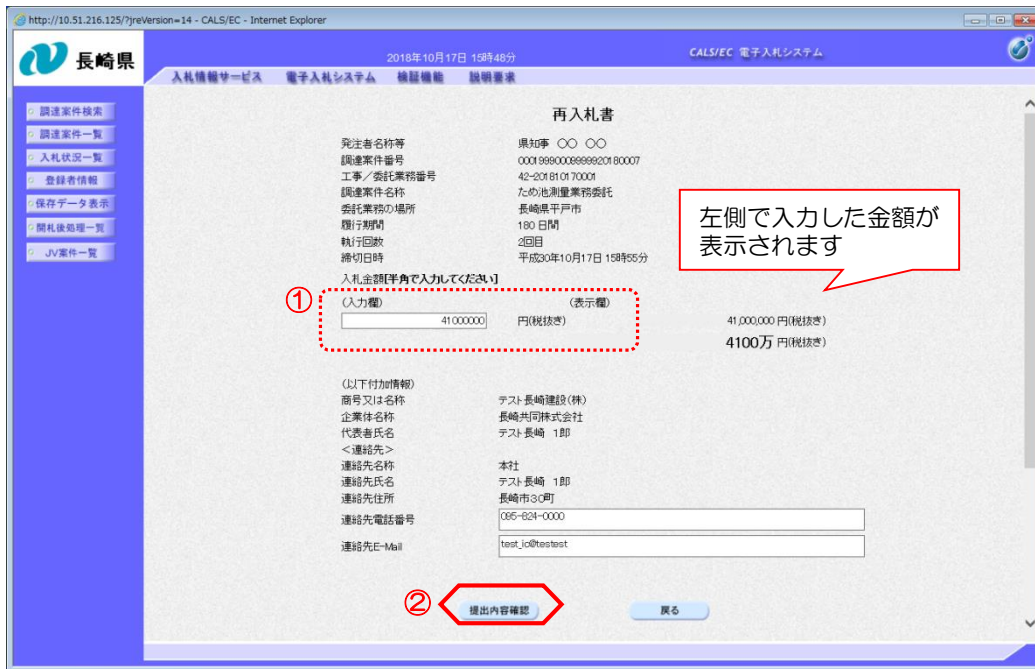 http://10.51.216.125/?jreVersion=14 - CALS/EC - Internet Explorer
長崎県
2018年10月17日 15時48分
CALS/EC 電子入札システム
入札情報サービス 電子入札システム 検証機能 説明要求
調達案件検索
調達案件一覧
入札状況一覧
登録者情報
保存データ表示
開札後処理一覧
JV案件一覧
再入札書
発注者名称等 県知事 〇〇 〇〇
調達案件番号 00019990009999920180007
工事/委託業務番号 42-201810170001
調達案件名称 ため池測量業務委託
委託業務の場所 長崎県平戸市
履行期間 180 日間
執行回数 2回目
締切日時 平成30年10月17日 15時55分
左側で入力した金額が
表示されます
入札金額[半角で入力してください]
①
(入力欄) (表示欄)
41000000 円(税抜き) 41,000,000 円(税抜き)
4100万 円(税抜き)
(以下付加情報)
商号又は名称 テスト長崎建設(株)
企業体名称 長崎共同株式会社
代表者氏名 テスト長崎 1郎
<連絡先>
連絡先名称 本社
連絡先氏名 テスト長崎 1郎
連絡先住所 長崎市3〇町
連絡先電話番号 095-824-0000
連絡先E-Mail test_ic@testest
②
提出内容確認 戻る